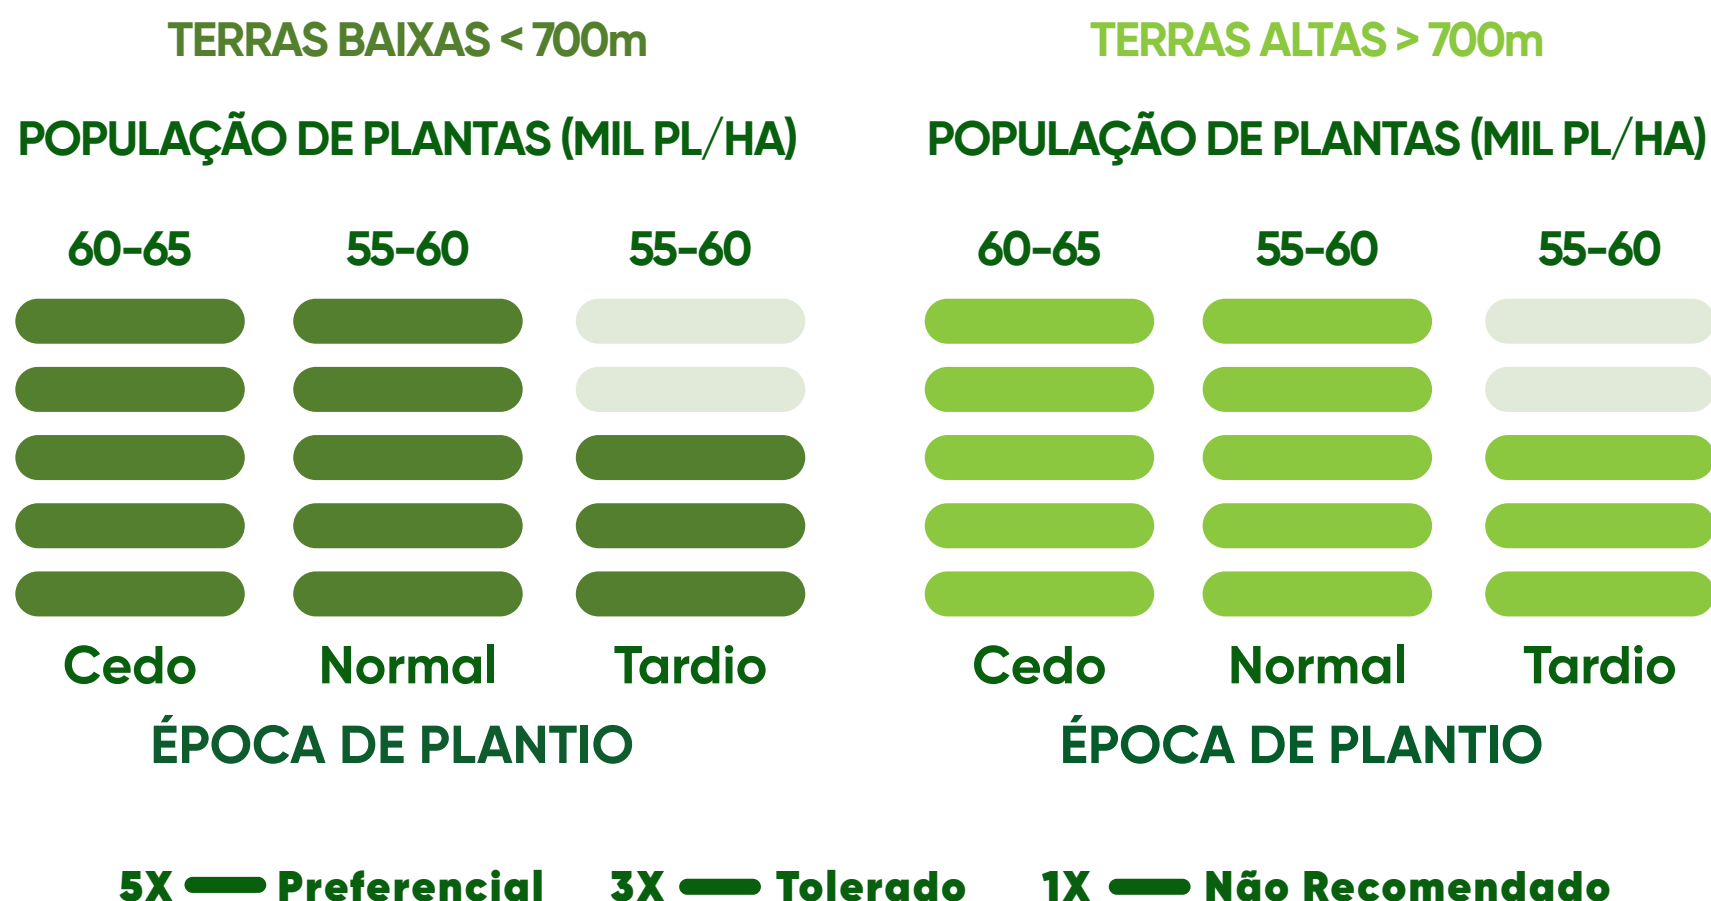 TERRAS BAIXAS < 700m
POPULAÇÃO DE PLANTAS (MIL PL/HA)
60-65 55-60 55-60
Cedo Normal Tardio
ÉPOCA DE PLANTIO
TERRAS ALTAS > 700m
POPULAÇÃO DE PLANTAS (MIL PL/HA)
60-65 55-60 55-60
Cedo Normal Tardio
ÉPOCA DE PLANTIO
5X Preferencial 3X Tolerado 1X Não Recomendado